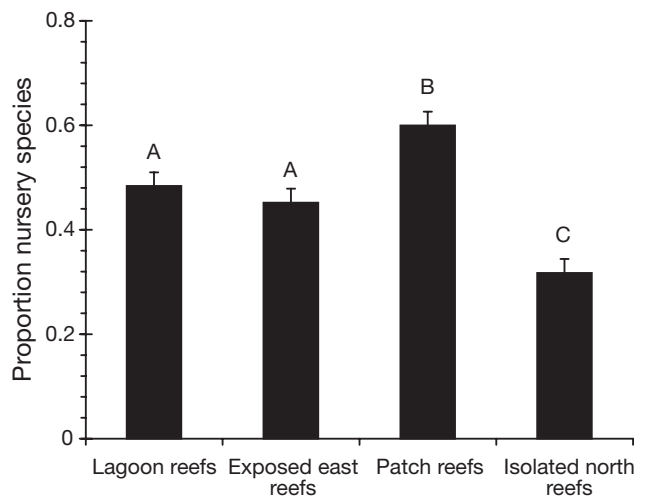 Proportion nursery species
0.8
0.6
0.4
0.2
0
A
A
B
C
Lagoon reefs
Exposed east
reefs
Patch reefs
Isolated north
reefs